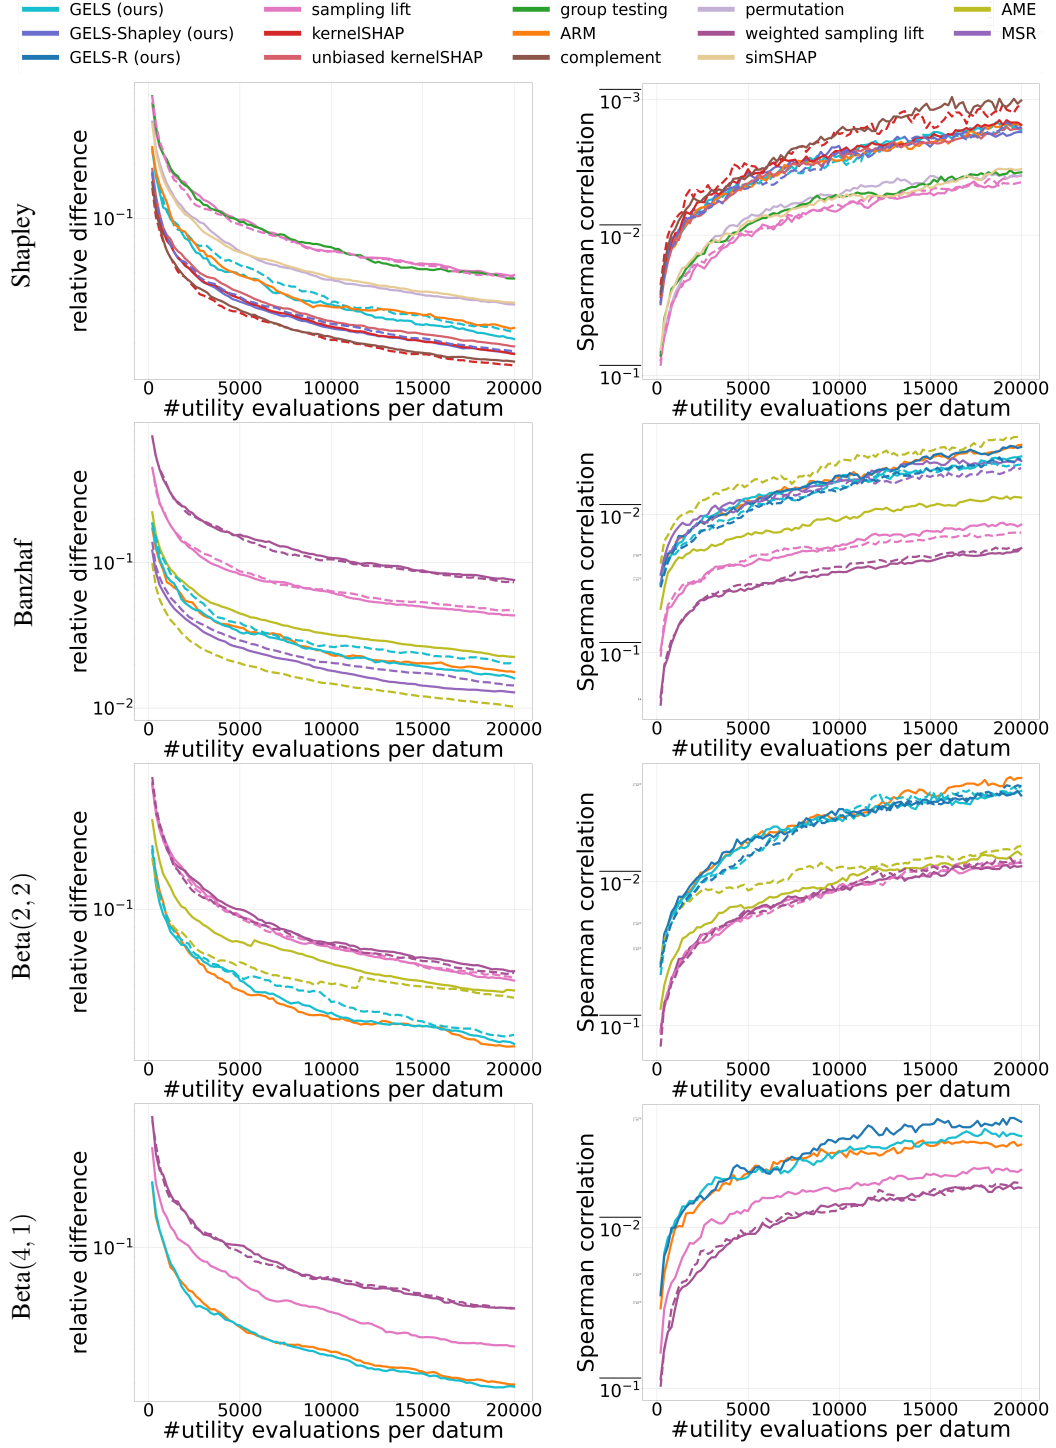 GELS (ours) sampling lift group testing permutation AME
GELS-Shapley (ours) kernelSHAP ARM weighted sampling lift MSR
GELS-R (ours) unbiased kernelSHAP complement simSHAP
Shapley
relative difference
10⁻¹
0 5000 10000 15000 20000
#utility evaluations per datum
Spearman correlation
10⁻³
10⁻²
10⁻¹
0 5000 10000 15000 20000
#utility evaluations per datum
Banzhaf
relative difference
10⁻¹
10⁻²
0 5000 10000 15000 20000
#utility evaluations per datum
Spearman correlation
10⁻²
10⁻¹
0 5000 10000 15000 20000
#utility evaluations per datum
Beta(2, 2)
relative difference
10⁻¹
0 5000 10000 15000 20000
#utility evaluations per datum
Spearman correlation
10⁻²
10⁻¹
0 5000 10000 15000 20000
#utility evaluations per datum
Beta(4, 1)
relative difference
10⁻¹
0 5000 10000 15000 20000
#utility evaluations per datum
Spearman correlation
10⁻²
10⁻¹
0 5000 10000 15000 20000
#utility evaluations per datum